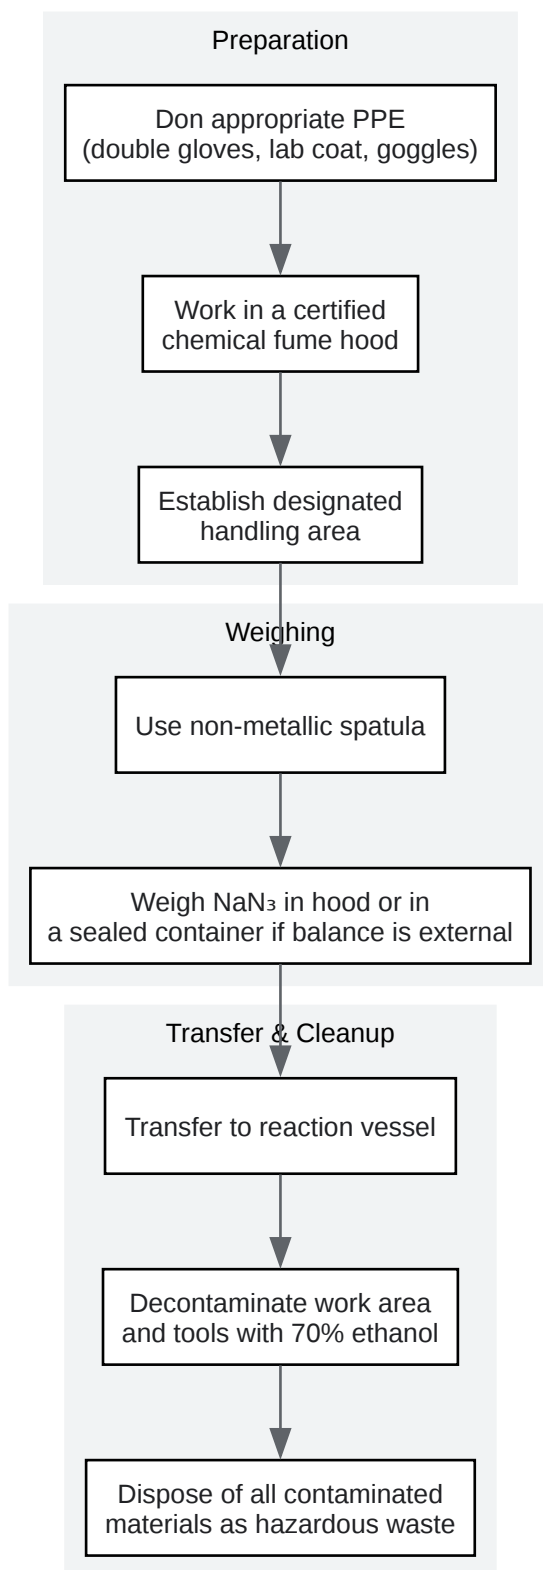 Preparation
Don appropriate PPE
(double gloves, lab coat, goggles)
Work in a certified
chemical fume hood
Establish designated
handling area
Weighing
Use non-metallic spatula
Weigh NaN₃ in hood or in
a sealed container if balance is external
Transfer & Cleanup
Transfer to reaction vessel
Decontaminate work area
and tools with 70% ethanol
Dispose of all contaminated
materials as hazardous waste